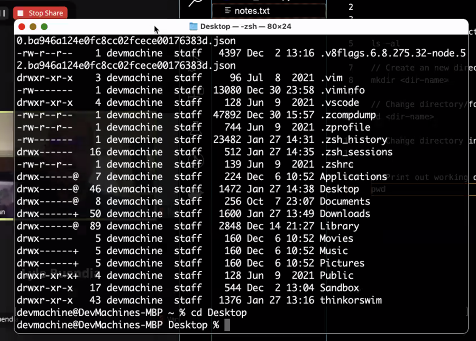 Stop Share
notes.txt
Desktop — -zsh — 80×24
0.ba946a124e0fc8cc02fcece00176383d.json
-rw-r--r-- 1 devmachine staff 4397 Dec 2 13:16 .v8flags.6.8.275.32-node.5
2.ba946a124e0fc8cc02fcece00176383d.json
drwxr-xr-x 3 devmachine staff 96 Jul 8 2021 .vim
-rw------- 1 devmachine staff 13080 Dec 30 23:58 .viminfo
drwxr-xr-x 4 devmachine staff 128 Jun 9 2021 .vscode
-rw-r--r-- 1 devmachine staff 47892 Dec 30 15:57 .zcompdump
-rw-r--r-- 1 devmachine staff 744 Jun 9 2021 .zprofile
-rw------- 1 devmachine staff 23482 Jan 27 14:31 .zsh_history
drwx------ 16 devmachine staff 512 Jan 27 14:35 .zsh_sessions
-rw-r--r-- 1 devmachine staff 139 Jun 9 2021 .zshrc
drwx------@ 7 devmachine staff 224 Dec 6 10:52 Applications
drwx------@ 46 devmachine staff 1472 Jan 27 14:38 Desktop
drwx------@ 8 devmachine staff 256 Oct 7 23:07 Documents
drwx------+ 50 devmachine staff 1600 Jan 27 13:49 Downloads
drwx------@ 89 devmachine staff 2848 Dec 14 21:27 Library
drwx------ 5 devmachine staff 160 Dec 6 10:52 Movies
drwx------+ 5 devmachine staff 160 Dec 6 10:52 Music
drwx------+ 5 devmachine staff 160 Dec 6 10:52 Pictures
drwxr-xr-x 4 devmachine staff 128 Jun 9 2021 Public
drwxr-xr-x 17 devmachine staff 544 Dec 2 13:04 Sandbox
drwxr-xr-x 43 devmachine staff 1376 Jan 27 13:16 thinkorswim
devmachine@DevMachines-MBP ~ % cd Desktop
devmachine@DevMachines-MBP Desktop %
2
// Create an new dire
mkdir <dir-name>
// Change directory/fo
<dir-name>
rint out working d
pwd